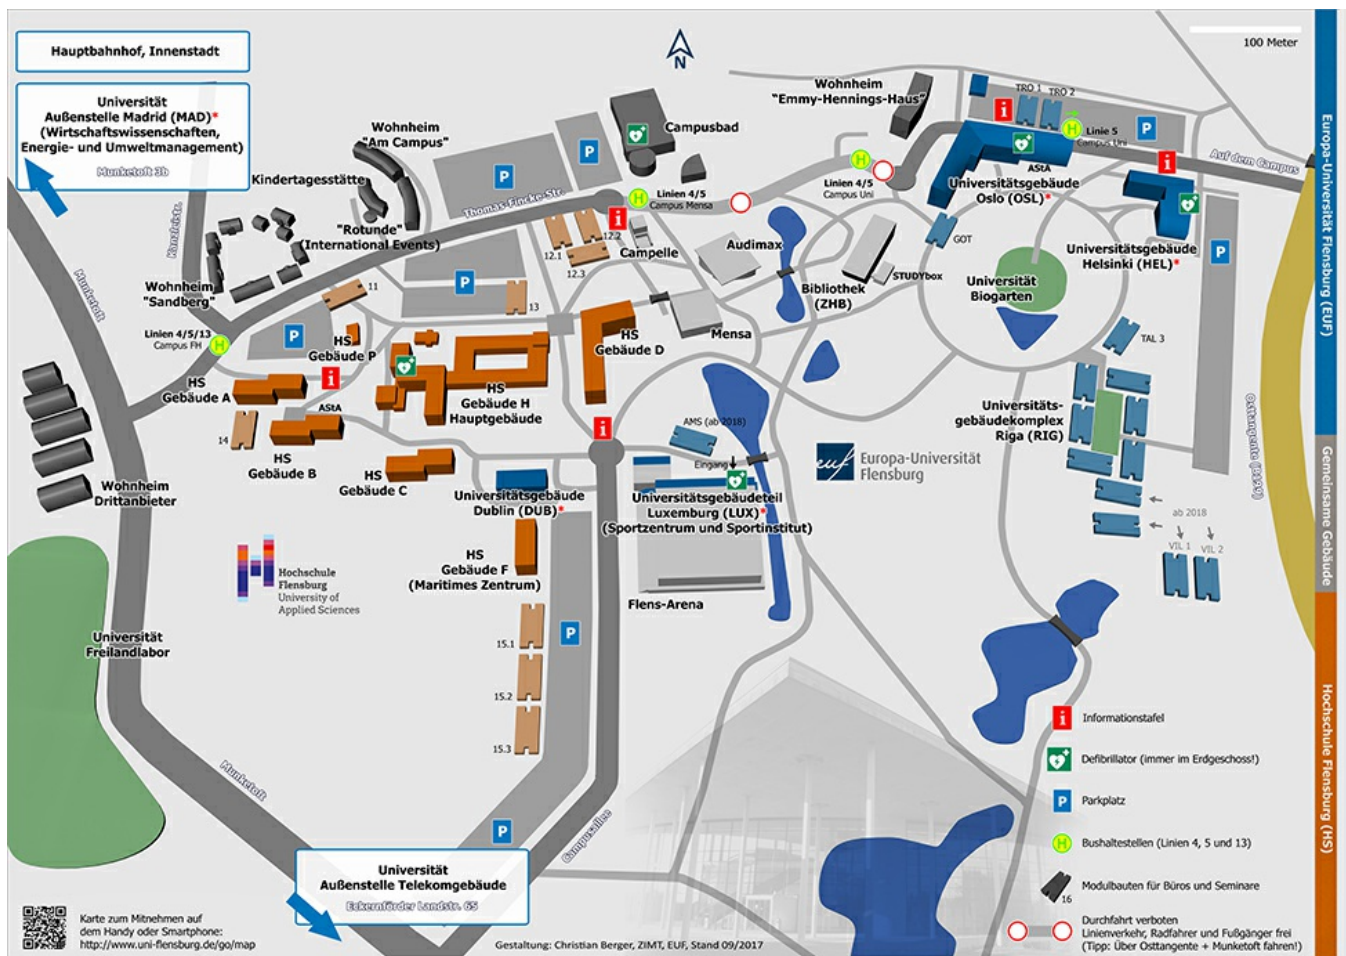 Hauptbahnhof, Innenstadt
Universität
Außenstelle Madrid (MAD)*
(Wirtschaftswissenschaften,
Energie- und Umweltmanagement)
Munketoft 3b
N
100 Meter
Wohnheim
"Emmy-Hennings-Haus"
TRO 1
TRO 2
i
H
Linie 5
Campus Uni
P
Auf dem Campus
Europa-Universität Flensburg (EUF)
Gemeinsame Gebäude
Hochschule Flensburg (HS)
Wohnheim
"Am Campus"
Campusbad
P
P
Kindertagesstätte
Thomas-Fincke-Str.
H
Linien 4/5
Campus Mensa
H
Linien 4/5
Campus Uni
AStA
Universitätsgebäude
Oslo (OSL)*
i
Kanzleistr.
"Rotunde"
(International Events)
12.1
12.2
12.3
i
Campelle
Audimax
GOT
Universitätsgebäude
Helsinki (HEL)*
P
Munketoft
Wohnheim
"Sandberg"
11
P
13
Bibliothek
(ZHB)
STUDYbox
Universität
Biogarten
Linien 4/5/13
Campus FH
H
P
HS
Gebäude P
HS
Gebäude D
Mensa
TAL 3
HS
Gebäude A
i
AStA
HS
Gebäude H
Hauptgebäude
14
HS
Gebäude B
HS
Gebäude C
i
AMS (ab 2018)
Eingang
euf
Europa-Universität
Flensburg
Universitäts-
gebäudekomplex
Riga (RIG)
Osttangente (B200)
Wohnheim
Drittanbieter
Universitätsgebäude
Dublin (DUB)*
Universitätsgebäudeteil
Luxemburg (LUX)*
(Sportzentrum und Sportinstitut)
ab 2018
VIL 1
VIL 2
Hochschule
Flensburg
University of
Applied Sciences
HS
Gebäude F
(Maritimes Zentrum)
Flens-Arena
P
Universität
Freilandlabor
15.1
15.2
15.3
Munketoft
P
Campusallee
Universität
Außenstelle Telekomgebäude
Eckernförder Landstr. 65
i
Informationstafel
Defibrillator (immer im Erdgeschoss!)
P
Parkplatz
H
Bushaltestellen (Linien 4, 5 und 13)
16
Modulbauten für Büros und Seminare
Durchfahrt verboten
Linienverkehr, Radfahrer und Fußgänger frei
(Tipp: Über Osttangente + Munketoft fahren!)
Karte zum Mitnehmen auf
dem Handy oder Smartphone:
http://www.uni-flensburg.de/go/map
Gestaltung: Christian Berger, ZIMT, EUF, Stand 09/2017